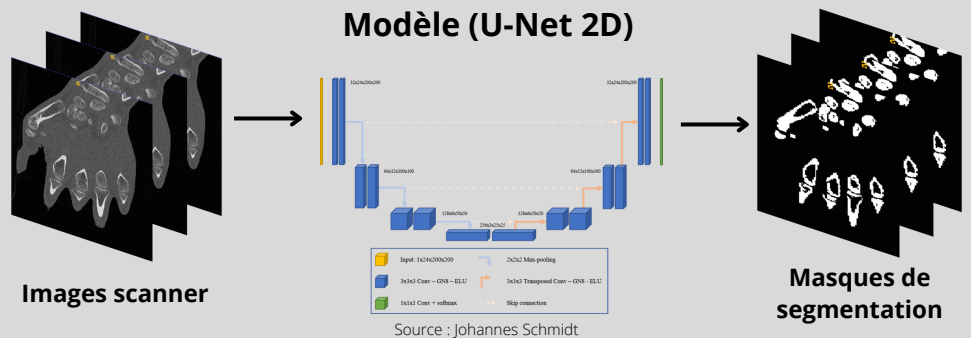 Modèle (U-Net 2D)
32x24x200x200
32x24x200x200
64x12x100x100
64x12x100x100
128x6x50x50
128x6x50x50
256x3x25x25
Input: 1x24x200x200
2x2x2 Max-pooling
3x3x3 Conv – GN8 – ELU
3x3x3 Transposed Conv – GN8 - ELU
1x1x1 Conv + softmax
Skip connection
Images scanner
Masques de
segmentation
Source : Johannes Schmidt